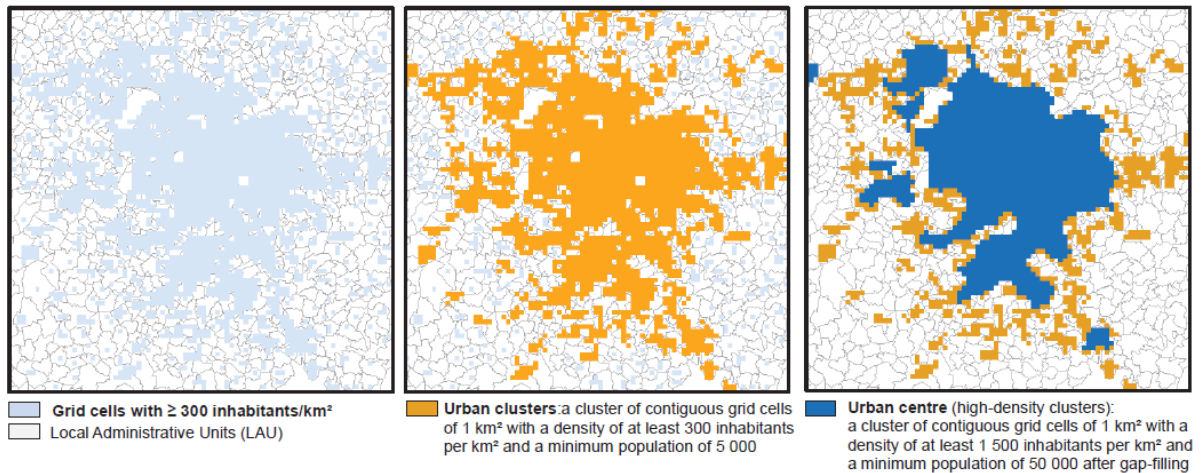 Grid cells with ≥ 300 inhabitants/km²
Local Administrative Units (LAU)
Urban clusters:a cluster of contiguous grid cells
of 1 km² with a density of at least 300 inhabitants
per km² and a minimum population of 5 000
Urban centre (high-density clusters):
a cluster of contiguous grid cells of 1 km² with a
density of at least 1 500 inhabitants per km² and
a minimum population of 50 000 after gap-filling